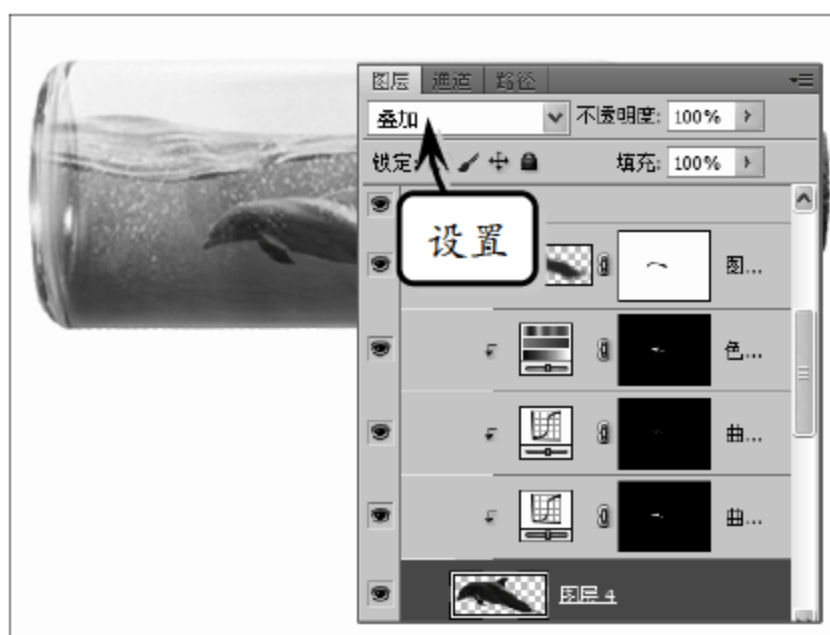 图层 通道 路径
叠加 不透明度: 100%
锁定: 填充: 100%
设置
图...
色...
曲...
曲...
图层 4